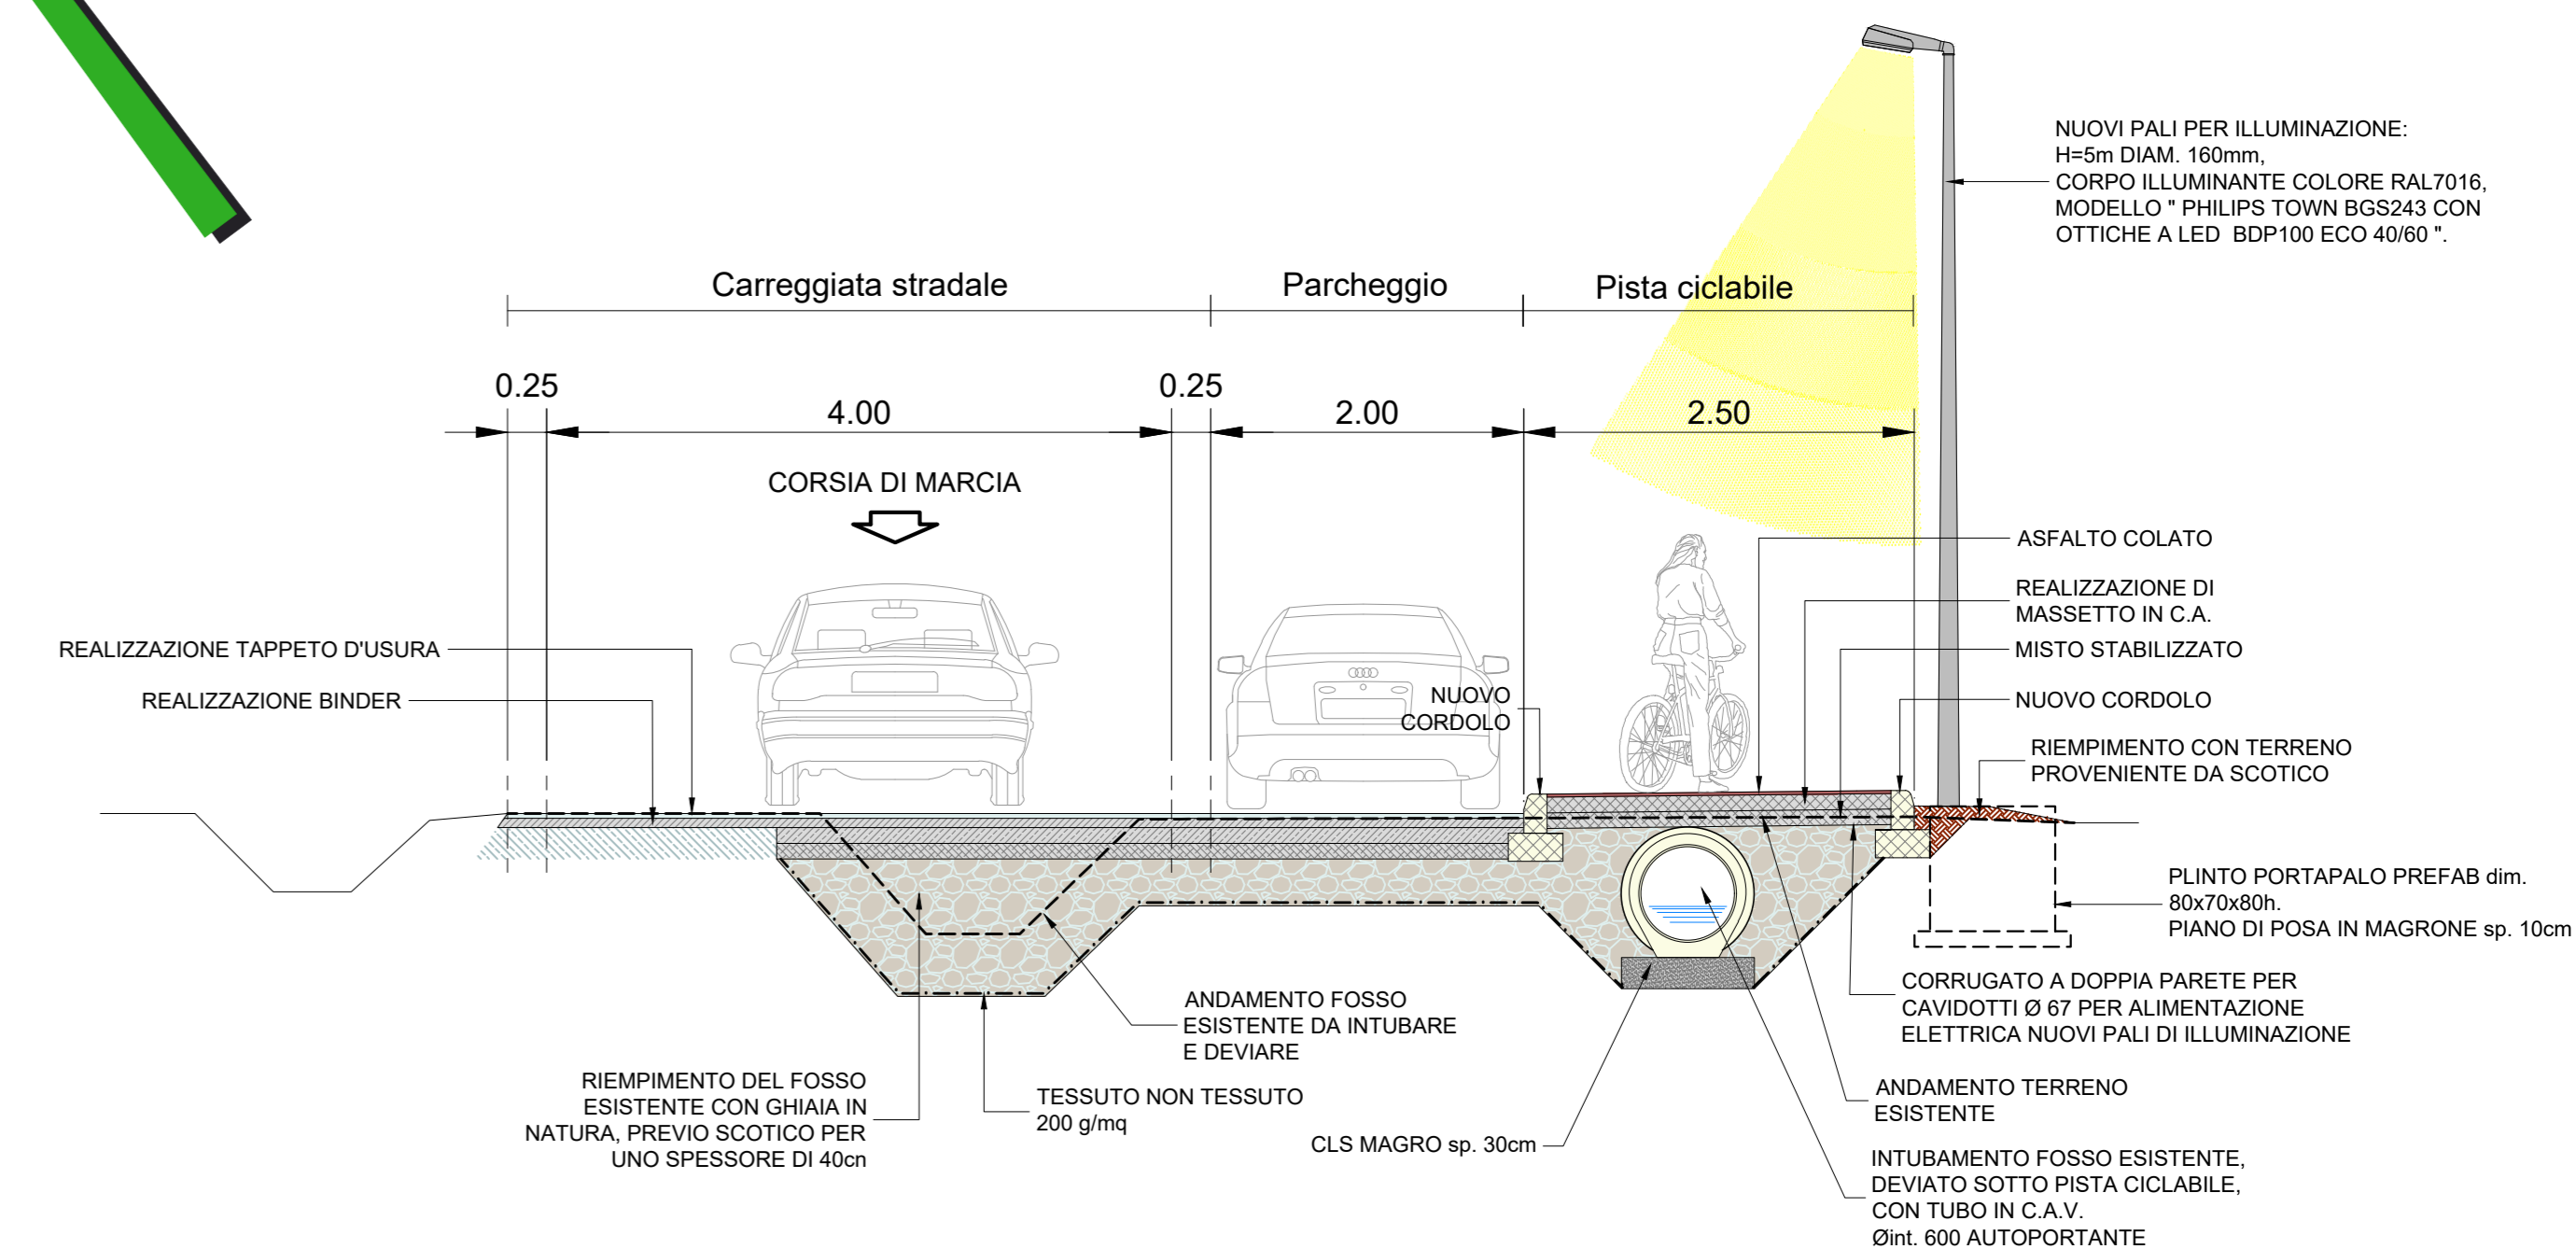 NUOVI PALI PER ILLUMINAZIONE:
H=5m DIAM. 160mm,
CORPO ILLUMINANTE COLORE RAL7016,
MODELLO " PHILIPS TOWN BGS243 CON
OTTICHE A LED  BDP100 ECO 40/60 ".
Carreggiata stradale
Parcheggio
Pista ciclabile
0.25
4.00
0.25
2.00
2.50
CORSIA DI MARCIA
REALIZZAZIONE TAPPETO D'USURA
REALIZZAZIONE BINDER
NUOVO
CORDOLO
ASFALTO COLATO
REALIZZAZIONE DI
MASSETTO IN C.A.
MISTO STABILIZZATO
NUOVO CORDOLO
RIEMPIMENTO CON TERRENO
PROVENIENTE DA SCOTICO
PLINTO PORTAPALO PREFAB dim.
80x70x80h.
PIANO DI POSA IN MAGRONE sp. 10cm
CORRUGATO A DOPPIA PARETE PER
CAVIDOTTI Ø 67 PER ALIMENTAZIONE
ELETTRICA NUOVI PALI DI ILLUMINAZIONE
ANDAMENTO FOSSO
ESISTENTE DA INTUBARE
E DEVIARE
RIEMPIMENTO DEL FOSSO
ESISTENTE CON GHIAIA IN
NATURA, PREVIO SCOTICO PER
UNO SPESSORE DI 40cn
TESSUTO NON TESSUTO
200 g/mq
CLS MAGRO sp. 30cm
ANDAMENTO TERRENO
ESISTENTE
INTUBAMENTO FOSSO ESISTENTE,
DEVIATO SOTTO PISTA CICLABILE,
CON TUBO IN C.A.V.
Øint. 600 AUTOPORTANTE